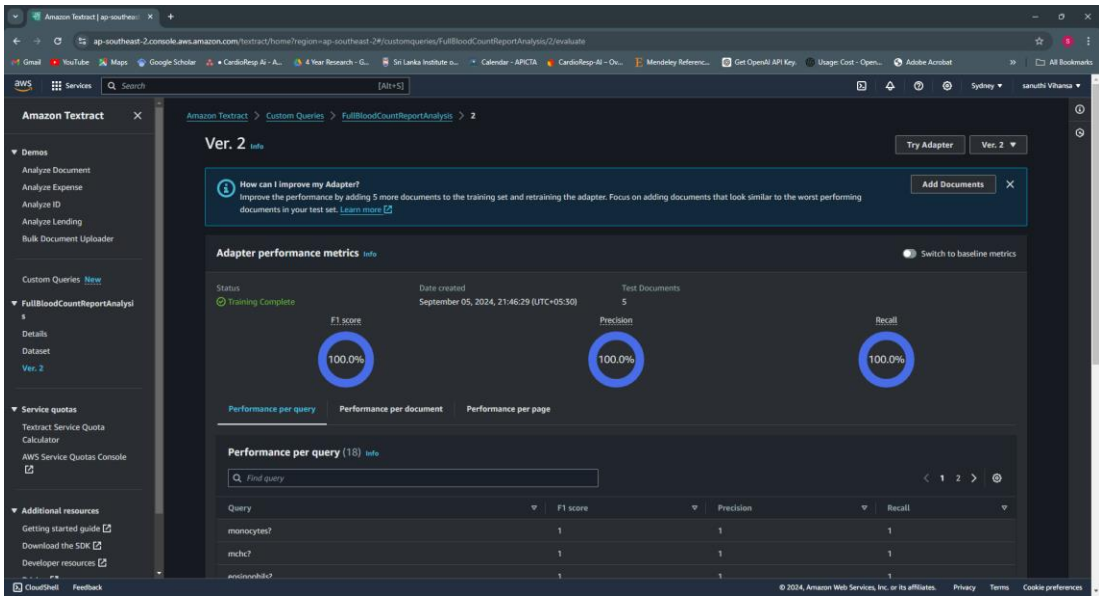 Amazon Textract | ap-southeast
ap-southeast-2.console.aws.amazon.com/textract/home?region=ap-southeast-2#/customqueries/FullBloodCountReportAnalysis/2/evaluate
Gmail YouTube Maps Google Scholar • CardioResp Ai - A... 4 Year Research - G... Sri Lanka Institute o... Calendar - APICTA CardioResp-AI – Ov... Mendeley Referenc... Get OpenAI API Key. Usage: Cost - Open... Adobe Acrobat » All Bookmarks
aws Services Search [Alt+S] Sydney ▼ sanuthi Vihansa ▼
Amazon Textract
Amazon Textract > Custom Queries > FullBloodCountReportAnalysis > 2
Ver. 2 Info
Try Adapter Ver. 2 ▼
▼ Demos
Analyze Document
Analyze Expense
Analyze ID
Analyze Lending
Bulk Document Uploader
Custom Queries New
▼ FullBloodCountReportAnalysi
s
Details
Dataset
Ver. 2
▼ Service quotas
Textract Service Quota
Calculator
AWS Service Quotas Console
▼ Additional resources
Getting started guide
Download the SDK
Developer resources
How can I improve my Adapter?
Improve the performance by adding 5 more documents to the training set and retraining the adapter. Focus on adding documents that look similar to the worst performing
documents in your test set. Learn more
Add Documents
Adapter performance metrics Info
Switch to baseline metrics
Status Date created Test Documents
Training Complete September 05, 2024, 21:46:29 (UTC+05:30) 5
F1 score Precision Recall
100.0% 100.0% 100.0%
Performance per query Performance per document Performance per page
Performance per query (18) Info
Find query
< 1 2 >
Query F1 score Precision Recall
monocytes? 1 1 1
mchc? 1 1 1
eosinophils? 1 1 1
CloudShell Feedback © 2024, Amazon Web Services, Inc. or its affiliates. Privacy Terms Cookie preferences